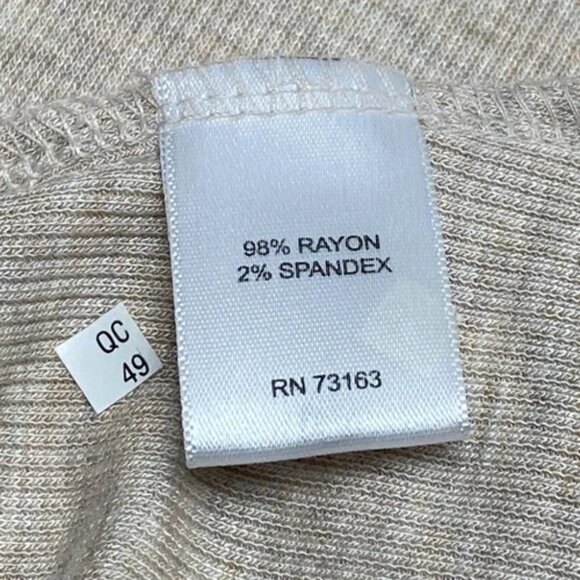 98% RAYON
2% SPANDEX
RN 73163
QC
49